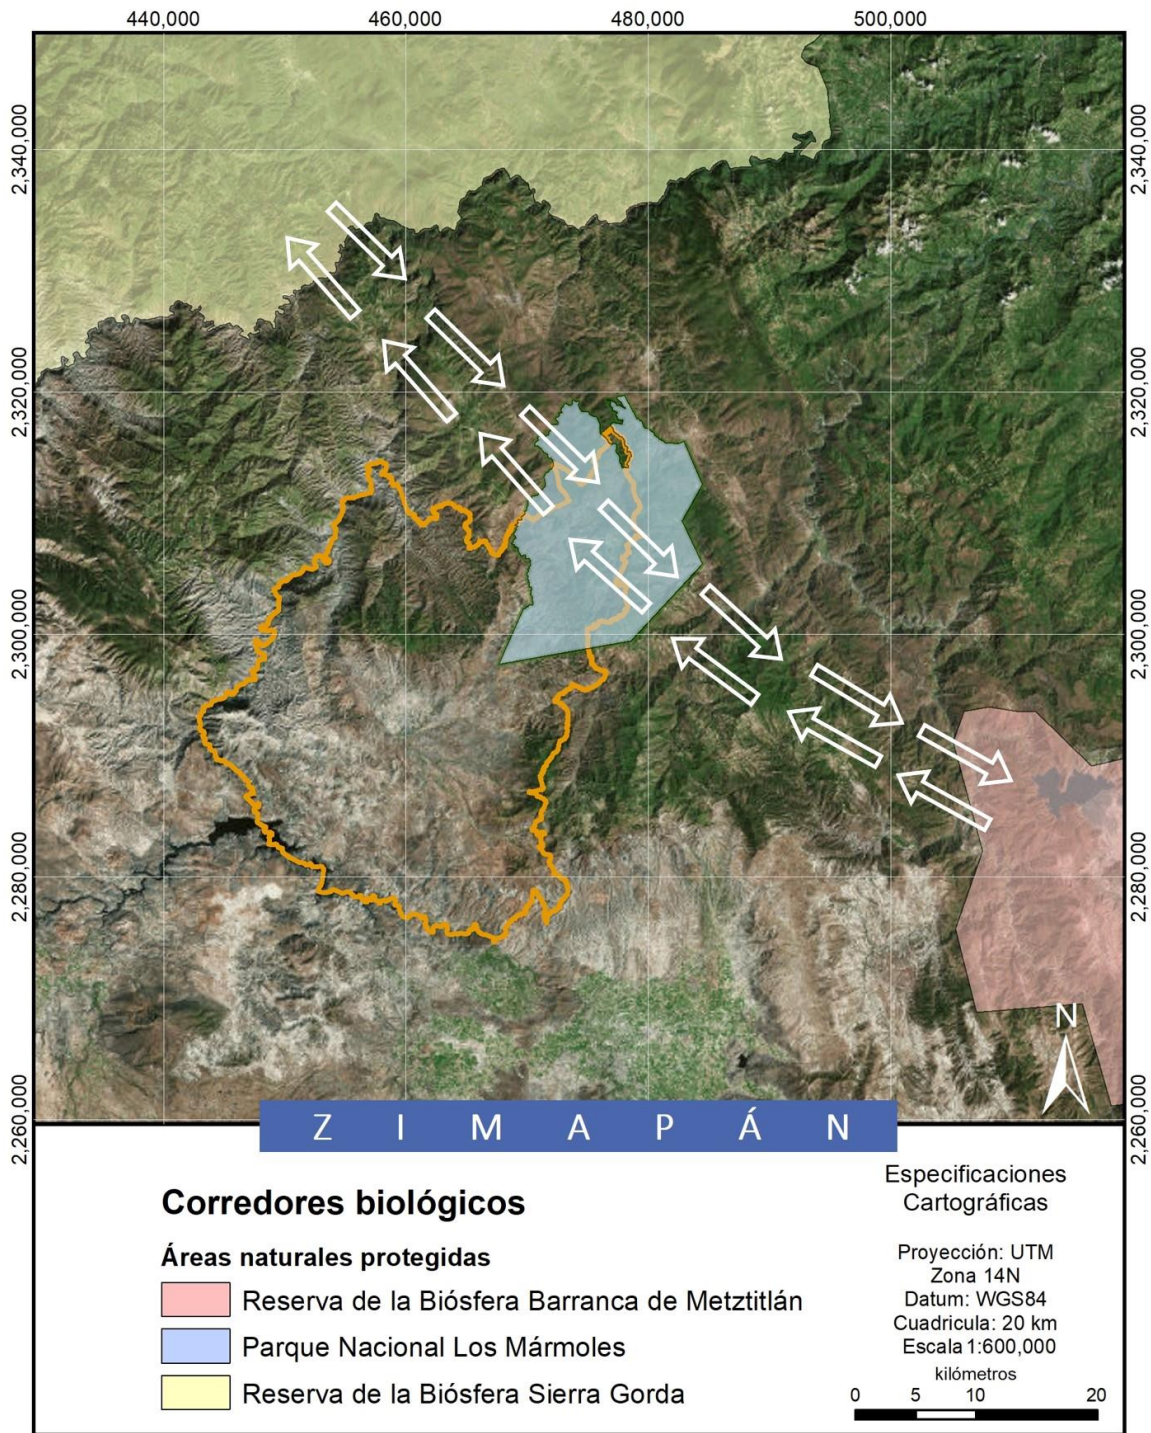 440,000 460,000 480,000 500,000
2,340,000 2,340,000
2,320,000 2,320,000
2,300,000 2,300,000
2,280,000 2,280,000
2,260,000 2,260,000
N
Z I M A P Á N
Corredores biológicos
Áreas naturales protegidas
Reserva de la Biósfera Barranca de Metztitlán
Parque Nacional Los Mármoles
Reserva de la Biósfera Sierra Gorda
Especificaciones
Cartográficas
Proyección: UTM
Zona 14N
Datum: WGS84
Cuadricula: 20 km
Escala 1:600,000
kilómetros
0 5 10 20